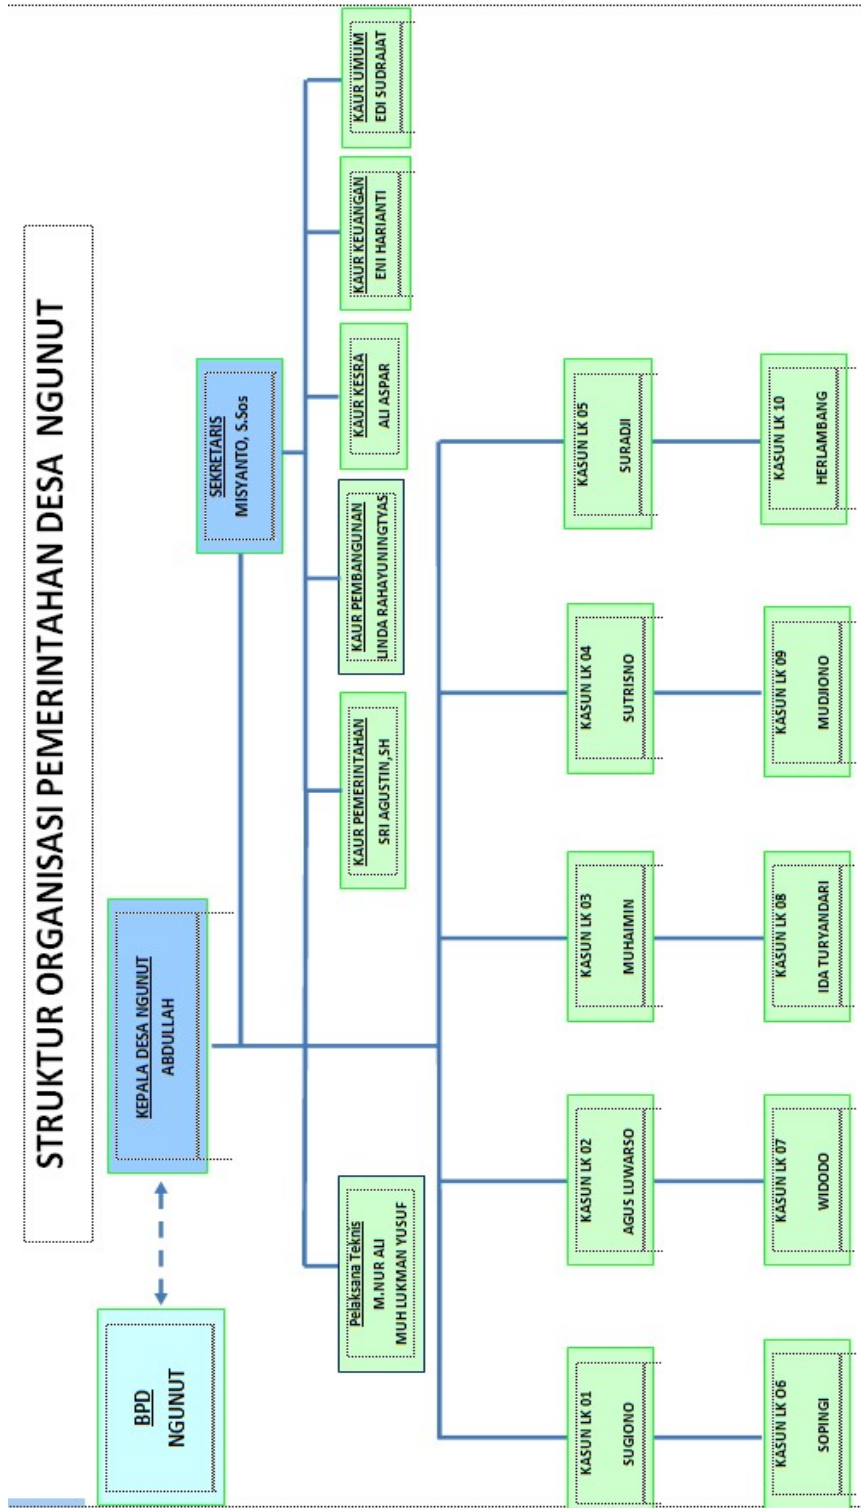 STRUKTUR ORGANISASI PEMERINTAHAN DESA NGUNUT
BPD
NGUNUT
KEPALA DESA NGUNUT
ABDULLAH
SEKRETARIS
MISYANTO, S.Sos
Pelaksana Teknis
M.NUR ALI
MUH LUKMAN YUSUF
KAUR PEMERINTAHAN
SRI AGUSTIN,SH
KAUR PEMBANGUNAN
LINDA RAHAYUNINGTYAS
KAUR KESRA
ALI ASPAR
KAUR KEUANGAN
ENI HARIANTI
KAUR UMUM
EDI SUDRAJAT
KASUN LK 01
SUGIONO
KASUN LK 02
AGUS LUWARSO
KASUN LK 03
MUHAIMIN
KASUN LK 04
SUTRISNO
KASUN LK 05
SURADJI
KASUN LK O6
SOPINGI
KASUN LK 07
WIDODO
KASUN LK 08
IDA TURYANDARI
KASUN LK 09
MUDJIONO
KASUN LK 10
HERLAMBANG